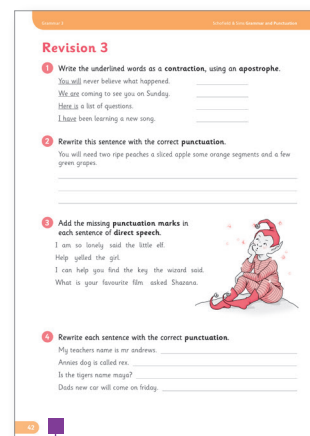 Revision 3
Schofield & Sims Grammar and Punctuation
Revision 3
1 Write the underlined words as a contraction, using an apostrophe.
You will never believe what happened.
We are coming to see you on Sunday.
Here is a list of questions.
I have been learning a new song.
2 Rewrite this sentence with the correct punctuation.
You will need two ripe peaches a sliced apple some orange segments and a few
green grapes.
3 Add the missing punctuation marks in
each sentence of direct speech.
I am so lonely said the little elf.
Help yelled the girl.
I can help you find the key the wizard said.
What is your favourite film asked Shazana.
4 Rewrite each sentence with the correct punctuation.
My teachers name is mr andrews.
Annies dog is called rex.
Is the tigers name maya?
Dads new car will come on friday.
42